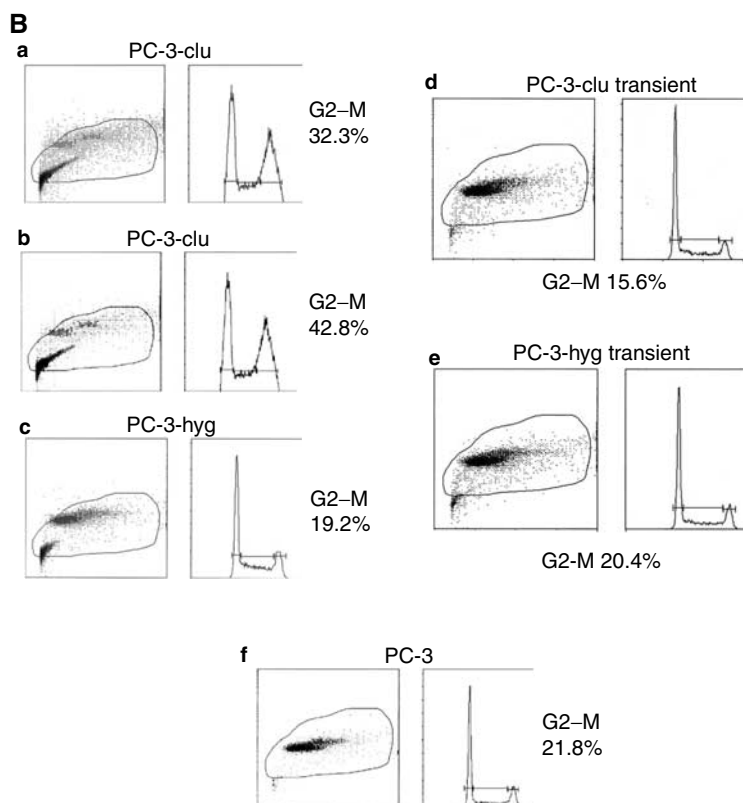 B
a
PC-3-clu
G2–M
32.3%
b
PC-3-clu
G2–M
42.8%
c
PC-3-hyg
G2–M
19.2%
d
PC-3-clu transient
G2–M 15.6%
e
PC-3-hyg transient
G2-M 20.4%
f
PC-3
G2–M
21.8%